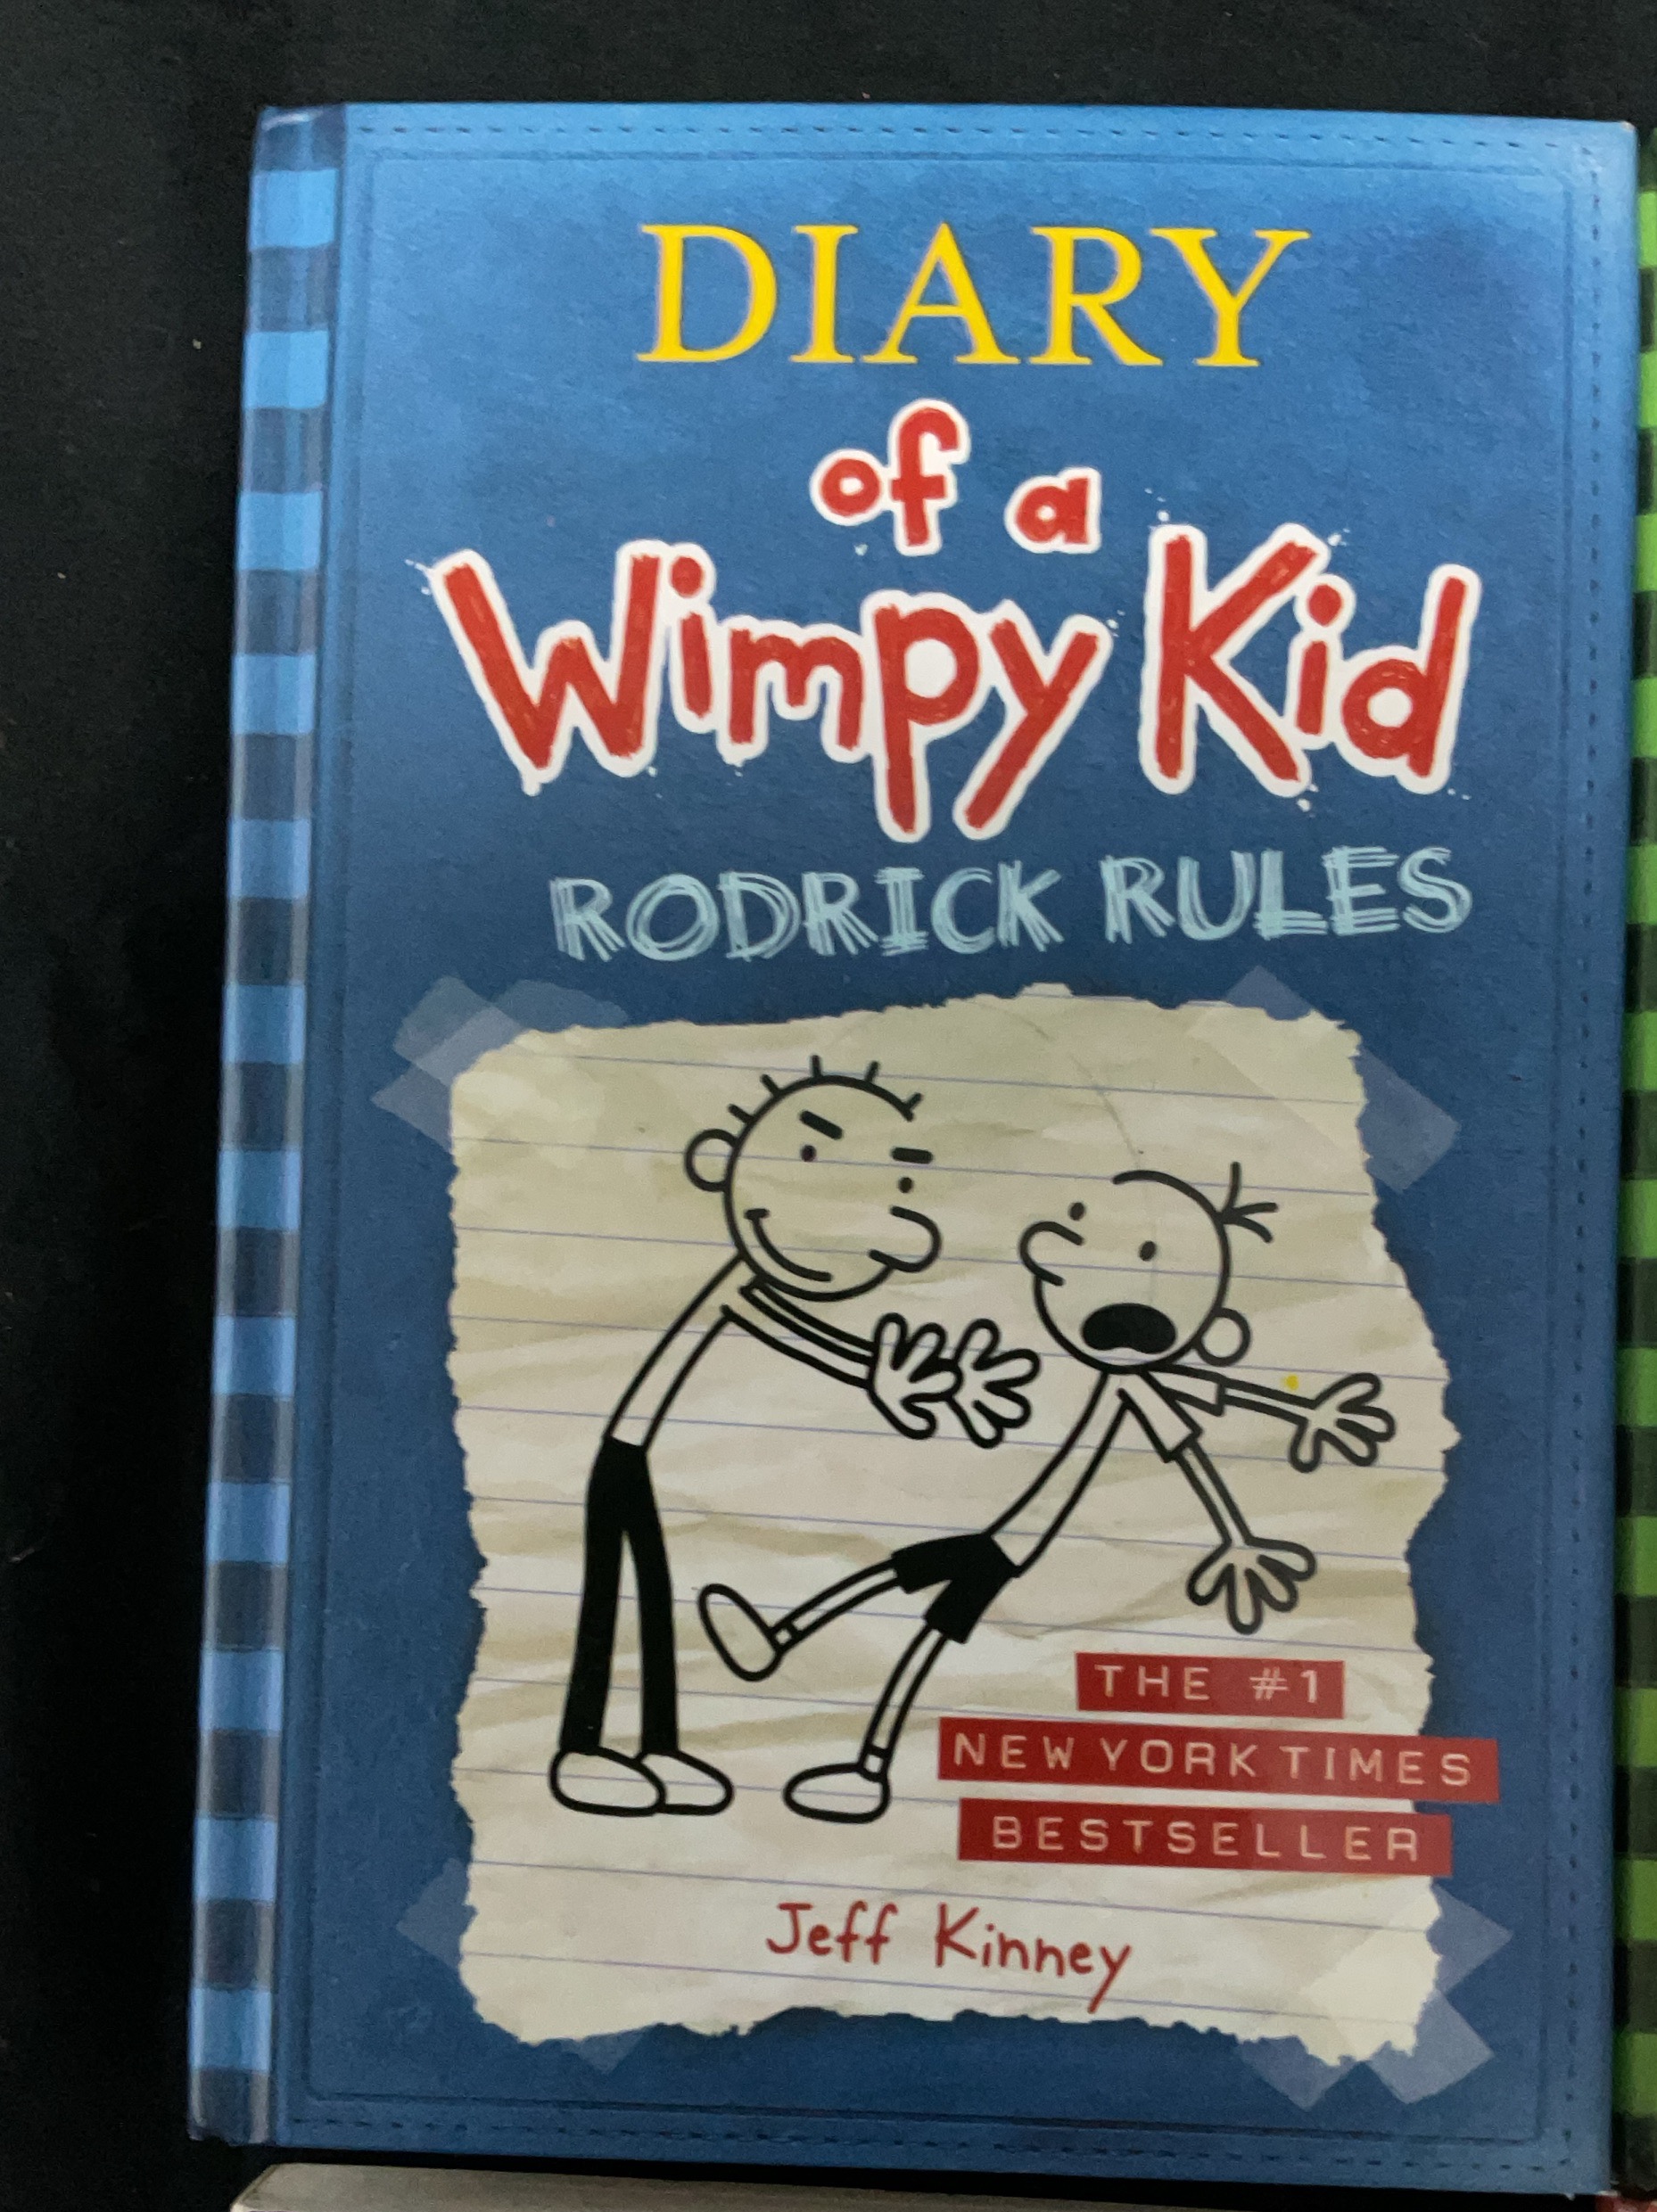 DIARY
of a
Wimpy Kid
RODRICK RULES
THE #1
NEW YORK TIMES
BESTSELLER
Jeff Kinney